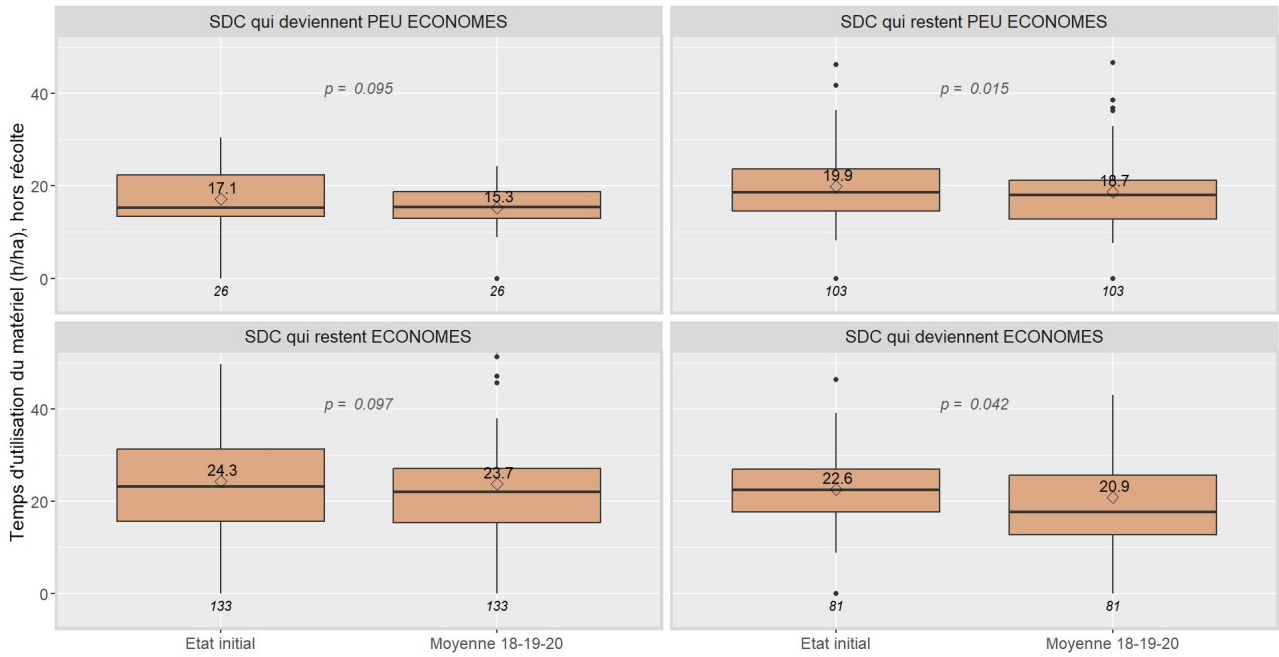 Temps d'utilisation du matériel (h/ha), hors récolte
SDC qui deviennent PEU ECONOMES
SDC qui restent PEU ECONOMES
40
p = 0.095
p = 0.015
20
17.1
15.3
19.9
18.7
0
26
26
103
103
SDC qui restent ECONOMES
SDC qui deviennent ECONOMES
40
p = 0.097
p = 0.042
20
24.3
23.7
22.6
20.9
0
133
133
81
81
Etat initial
Moyenne 18-19-20
Etat initial
Moyenne 18-19-20